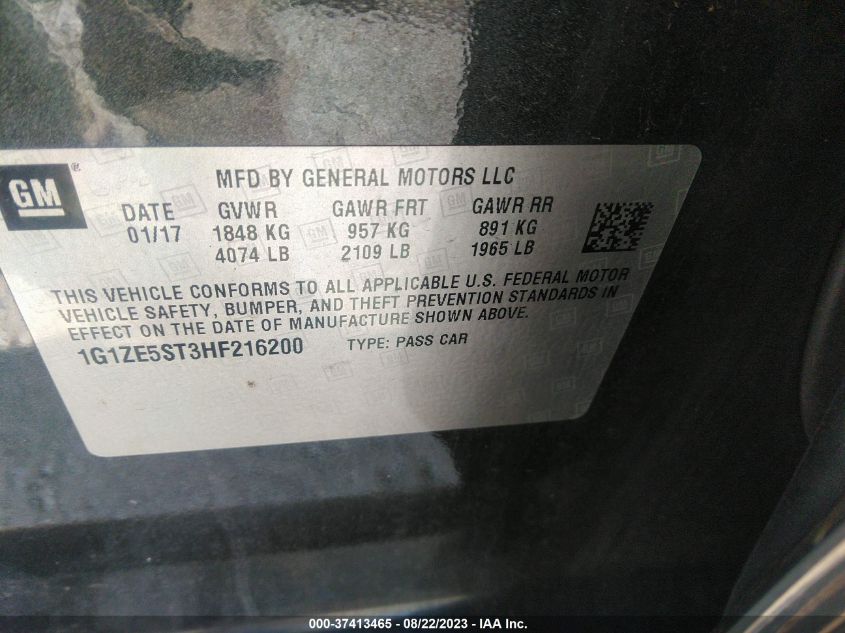 GM ®
MFD BY GENERAL MOTORS LLC
DATE GVWR GAWR FRT GAWR RR
01/17 1848 KG 957 KG 891 KG
4074 LB 2109 LB 1965 LB
THIS VEHICLE CONFORMS TO ALL APPLICABLE U.S. FEDERAL MOTOR
VEHICLE SAFETY, BUMPER, AND THEFT PREVENTION STANDARDS IN
EFFECT ON THE DATE OF MANUFACTURE SHOWN ABOVE.
1G1ZE5ST3HF216200 TYPE: PASS CAR
000-37413465 - 08/22/2023 - IAA Inc.